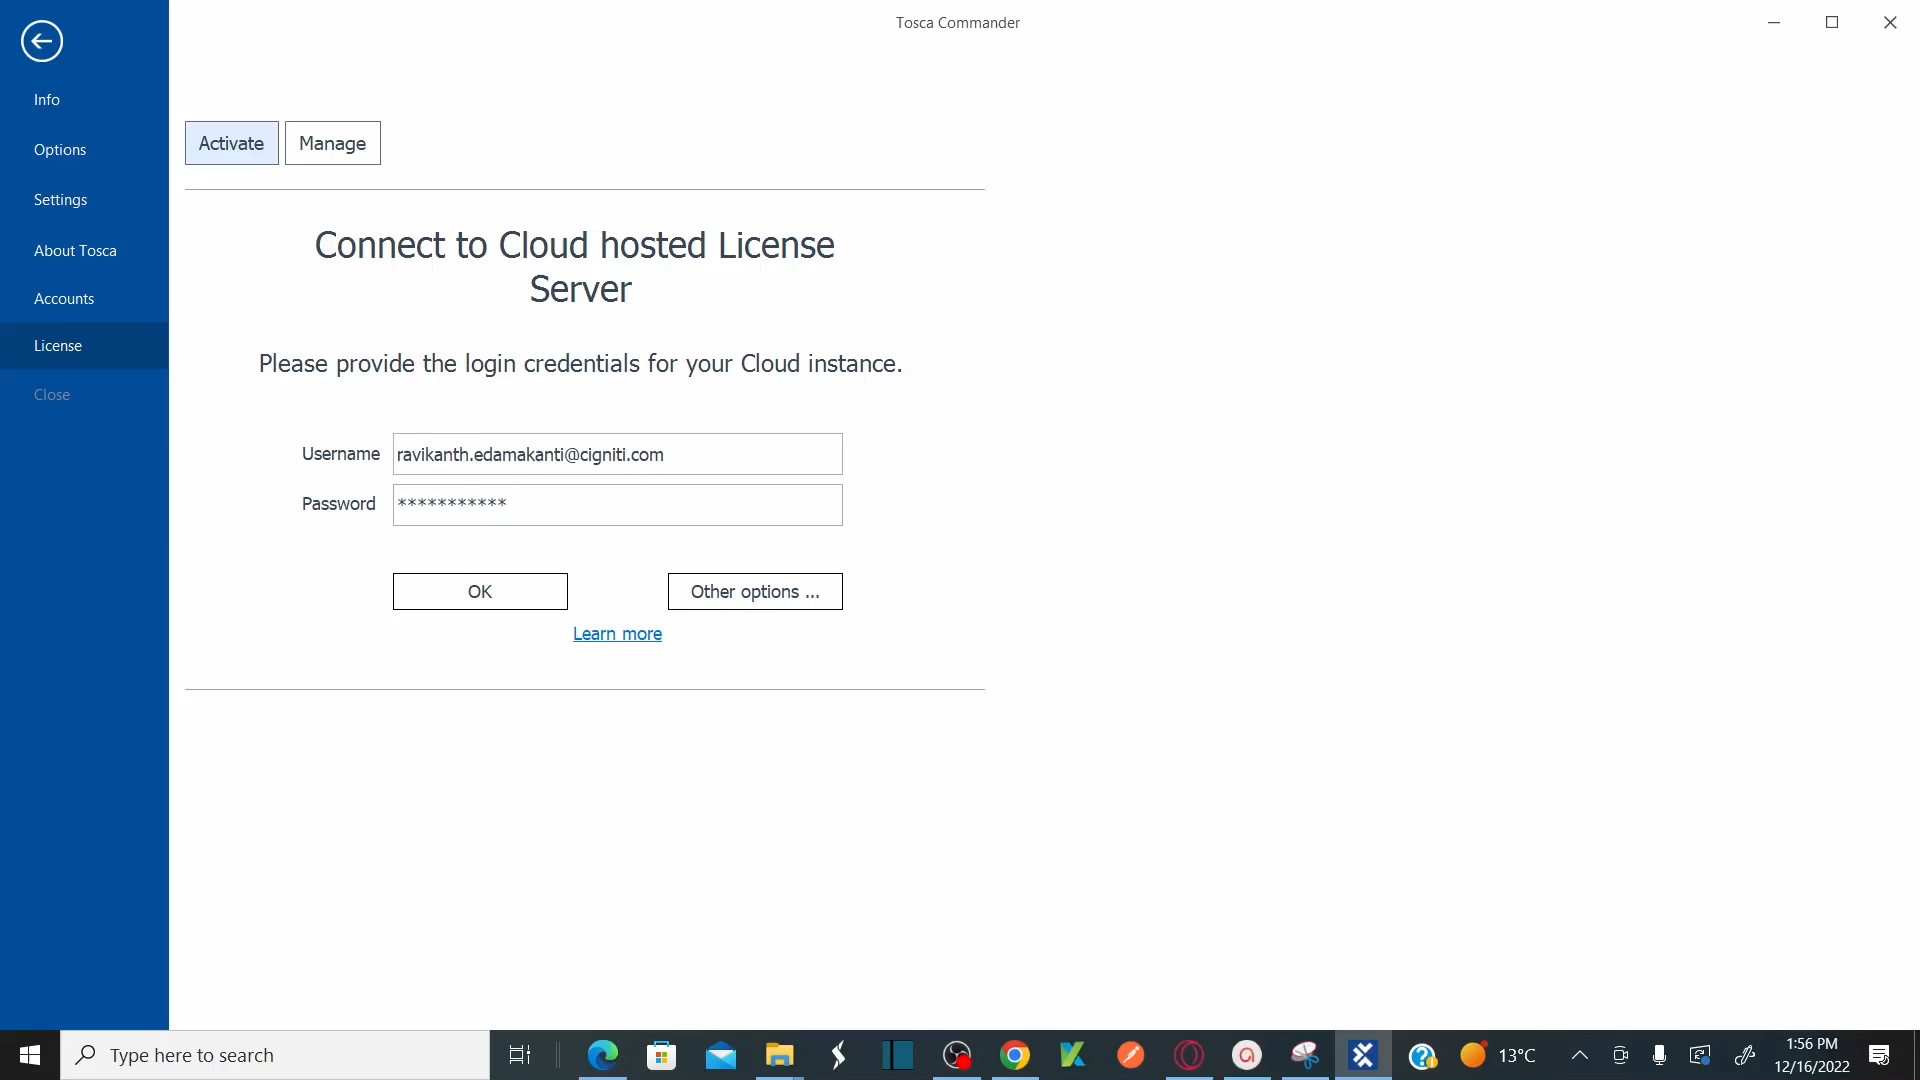 Tosca Commander
Info
Options
Settings
About Tosca
Accounts
License
Close
Activate
Manage
Connect to Cloud hosted License
Server
Please provide the login credentials for your Cloud instance.
Username
ravikanth.edamakanti@cigniti.com
Password
***********
OK
Other options ...
Learn more
Type here to search
13°C
1:56 PM
12/16/2022